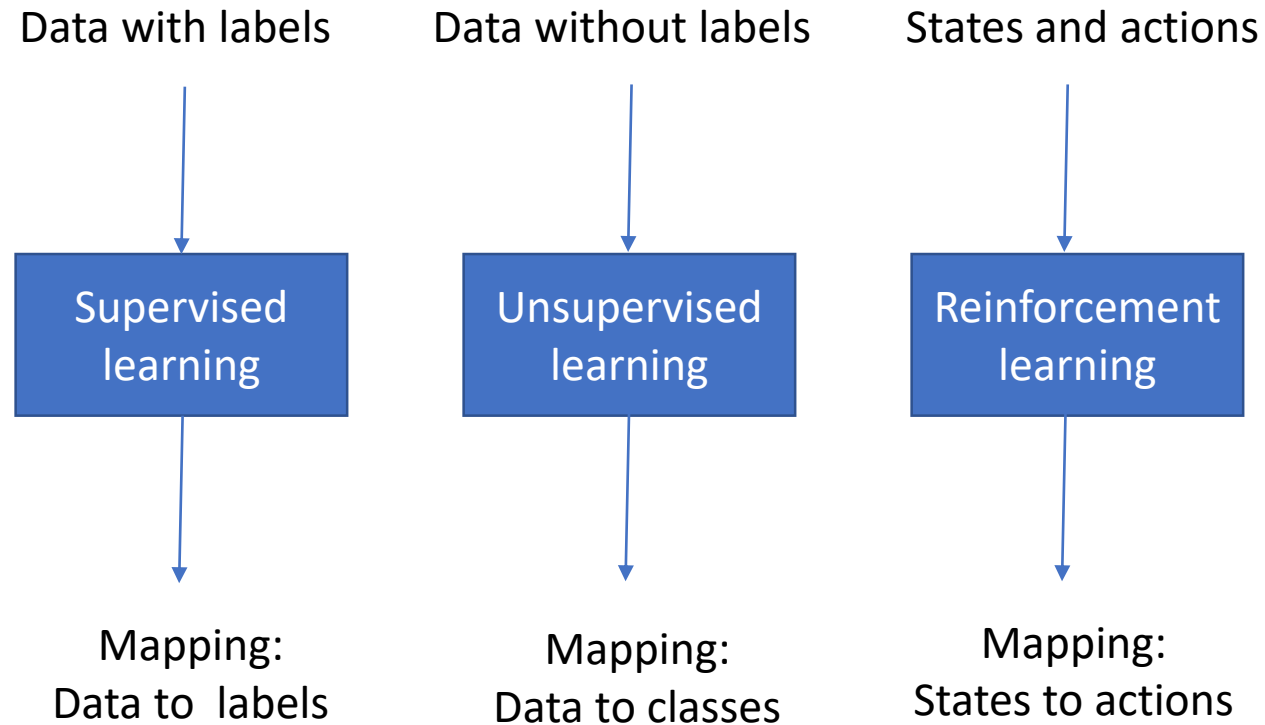 Data with labels
Data without labels
States and actions
Supervised
learning
Unsupervised
learning
Reinforcement
learning
Mapping:
Data to labels
Mapping:
Data to classes
Mapping:
States to actions